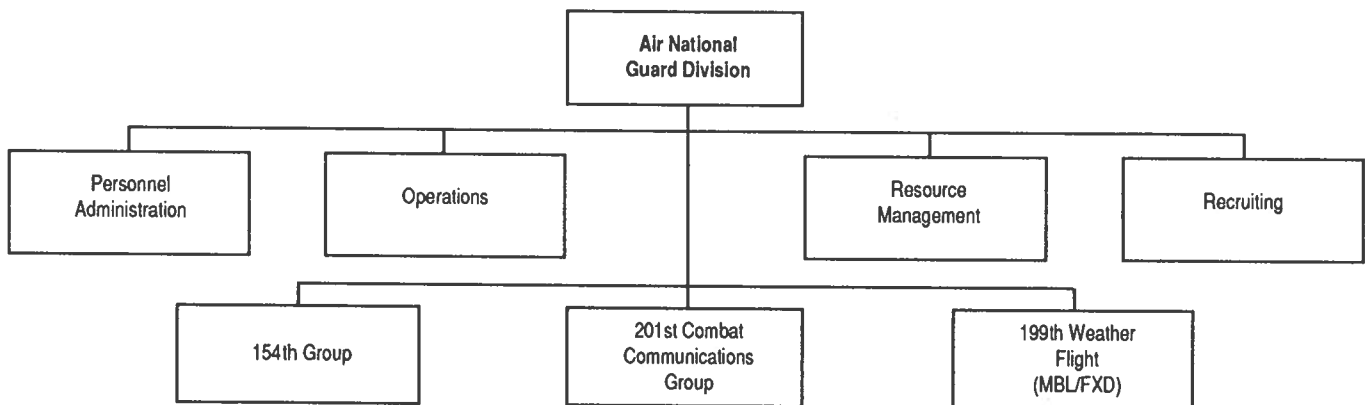 Air National
Guard Division
Personnel
Administration
Operations
Resource
Management
Recruiting
154th Group
201st Combat
Communications
Group
199th Weather
Flight
(MBL/FXD)